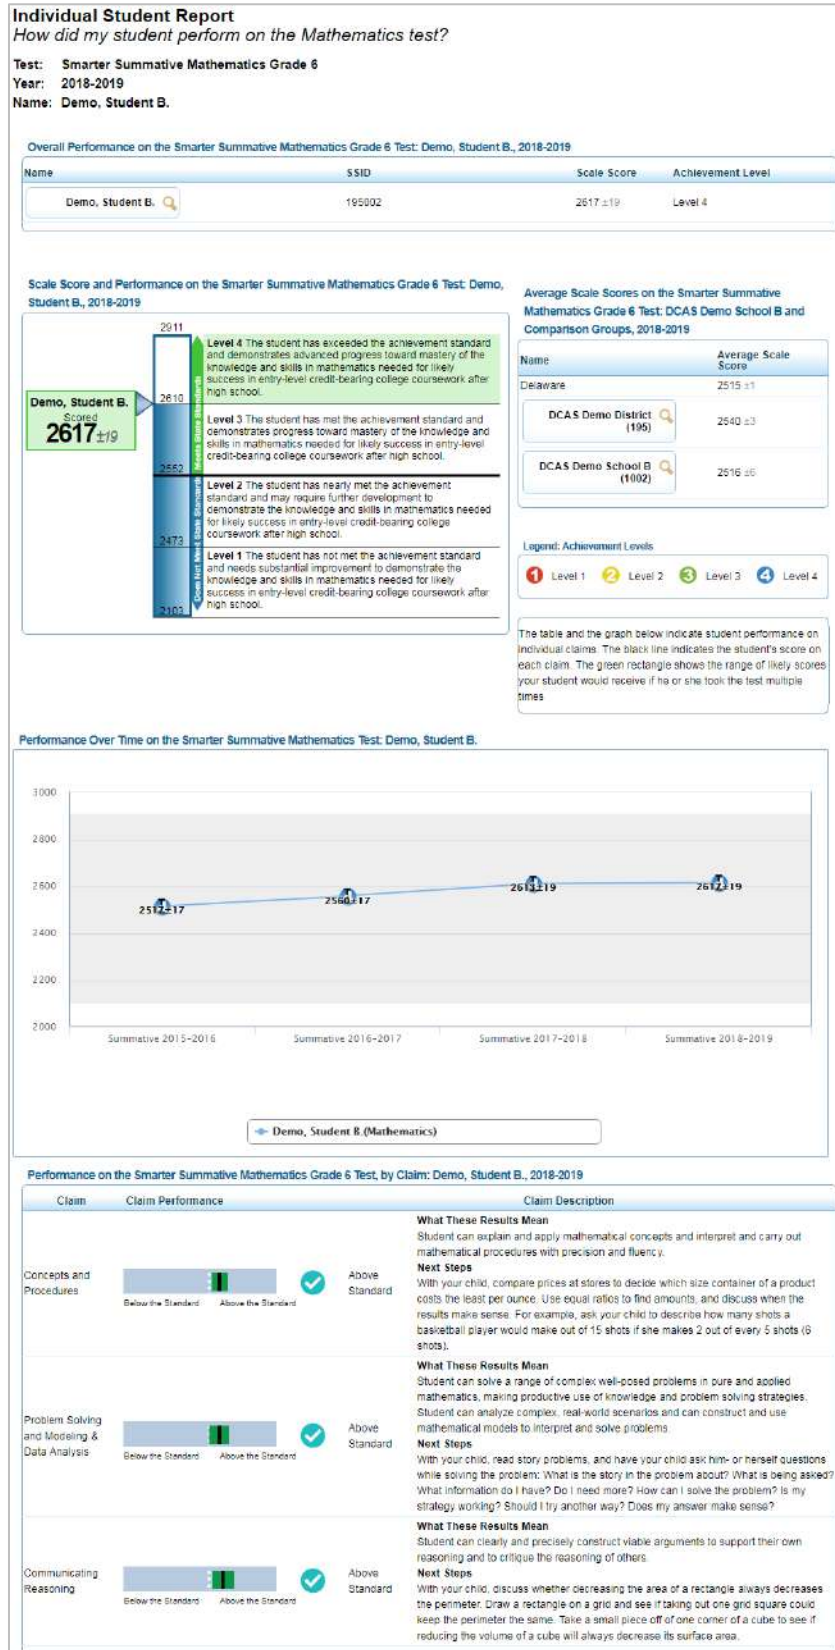 Individual Student Report
How did my student perform on the Mathematics test?
Test: Smarter Summative Mathematics Grade 6
Year: 2018-2019
Name: Demo, Student B.
Overall Performance on the Smarter Summative Mathematics Grade 6 Test: Demo, Student B., 2018-2019
Name SSID Scale Score Achievement Level
Demo, Student B. 195002 2617 ±19 Level 4
Scale Score and Performance on the Smarter Summative Mathematics Grade 6 Test: Demo,
Student B., 2018-2019
2911
2610
2552
2473
2103
Demo, Student B.
Scored
2617±19
Meets State Standards
Does Not Meet State Standards
Level 4 The student has exceeded the achievement standard
and demonstrates advanced progress toward mastery of the
knowledge and skills in mathematics needed for likely
success in entry-level credit-bearing college coursework after
high school.
Level 3 The student has met the achievement standard and
demonstrates progress toward mastery of the knowledge and
skills in mathematics needed for likely success in entry-level
credit-bearing college coursework after high school.
Level 2 The student has nearly met the achievement
standard and may require further development to
demonstrate the knowledge and skills in mathematics needed
for likely success in entry-level credit-bearing college
coursework after high school.
Level 1 The student has not met the achievement standard
and needs substantial improvement to demonstrate the
knowledge and skills in mathematics needed for likely
success in entry-level credit-bearing college coursework after
high school.
Average Scale Scores on the Smarter Summative
Mathematics Grade 6 Test: DCAS Demo School B and
Comparison Groups, 2018-2019
Name Average Scale
Score
Delaware 2515 ±1
DCAS Demo District
(195) 2540 ±3
DCAS Demo School B
(1002) 2516 ±6
Legend: Achievement Levels
1 Level 1 2 Level 2 3 Level 3 4 Level 4
The table and the graph below indicate student performance on
individual claims. The black line indicates the student's score on
each claim. The green rectangle shows the range of likely scores
your student would receive if he or she took the test multiple
times
Performance Over Time on the Smarter Summative Mathematics Test: Demo, Student B.
3000
2800
2600
2400
2200
2000
2517±17
2560±17
2613±19
2617±19
Summative 2015-2016 Summative 2016-2017 Summative 2017-2018 Summative 2018-2019
Demo, Student B.(Mathematics)
Performance on the Smarter Summative Mathematics Grade 6 Test, by Claim: Demo, Student B., 2018-2019
Claim Claim Performance Claim Description
Concepts and
Procedures
Below the Standard Above the Standard
Above
Standard
What These Results Mean
Student can explain and apply mathematical concepts and interpret and carry out
mathematical procedures with precision and fluency.
Next Steps
With your child, compare prices at stores to decide which size container of a product
costs the least per ounce. Use equal ratios to find amounts, and discuss when the
results make sense. For example, ask your child to describe how many shots a
basketball player would make out of 15 shots if she makes 2 out of every 5 shots (6
shots).
Problem Solving
and Modeling &
Data Analysis
Below the Standard Above the Standard
Above
Standard
What These Results Mean
Student can solve a range of complex well-posed problems in pure and applied
mathematics, making productive use of knowledge and problem solving strategies.
Student can analyze complex, real-world scenarios and can construct and use
mathematical models to interpret and solve problems.
Next Steps
With your child, read story problems, and have your child ask him- or herself questions
while solving the problem: What is the story in the problem about? What is being asked?
What information do I have? Do I need more? How can I solve the problem? Is my
strategy working? Should I try another way? Does my answer make sense?
Communicating
Reasoning
Below the Standard Above the Standard
Above
Standard
What These Results Mean
Student can clearly and precisely construct viable arguments to support their own
reasoning and to critique the reasoning of others.
Next Steps
With your child, discuss whether decreasing the area of a rectangle always decreases
the perimeter. Draw a rectangle on a grid and see if taking out one grid square could
keep the perimeter the same. Take a small piece off of one corner of a cube to see if
reducing the volume of a cube will always decrease its surface area.